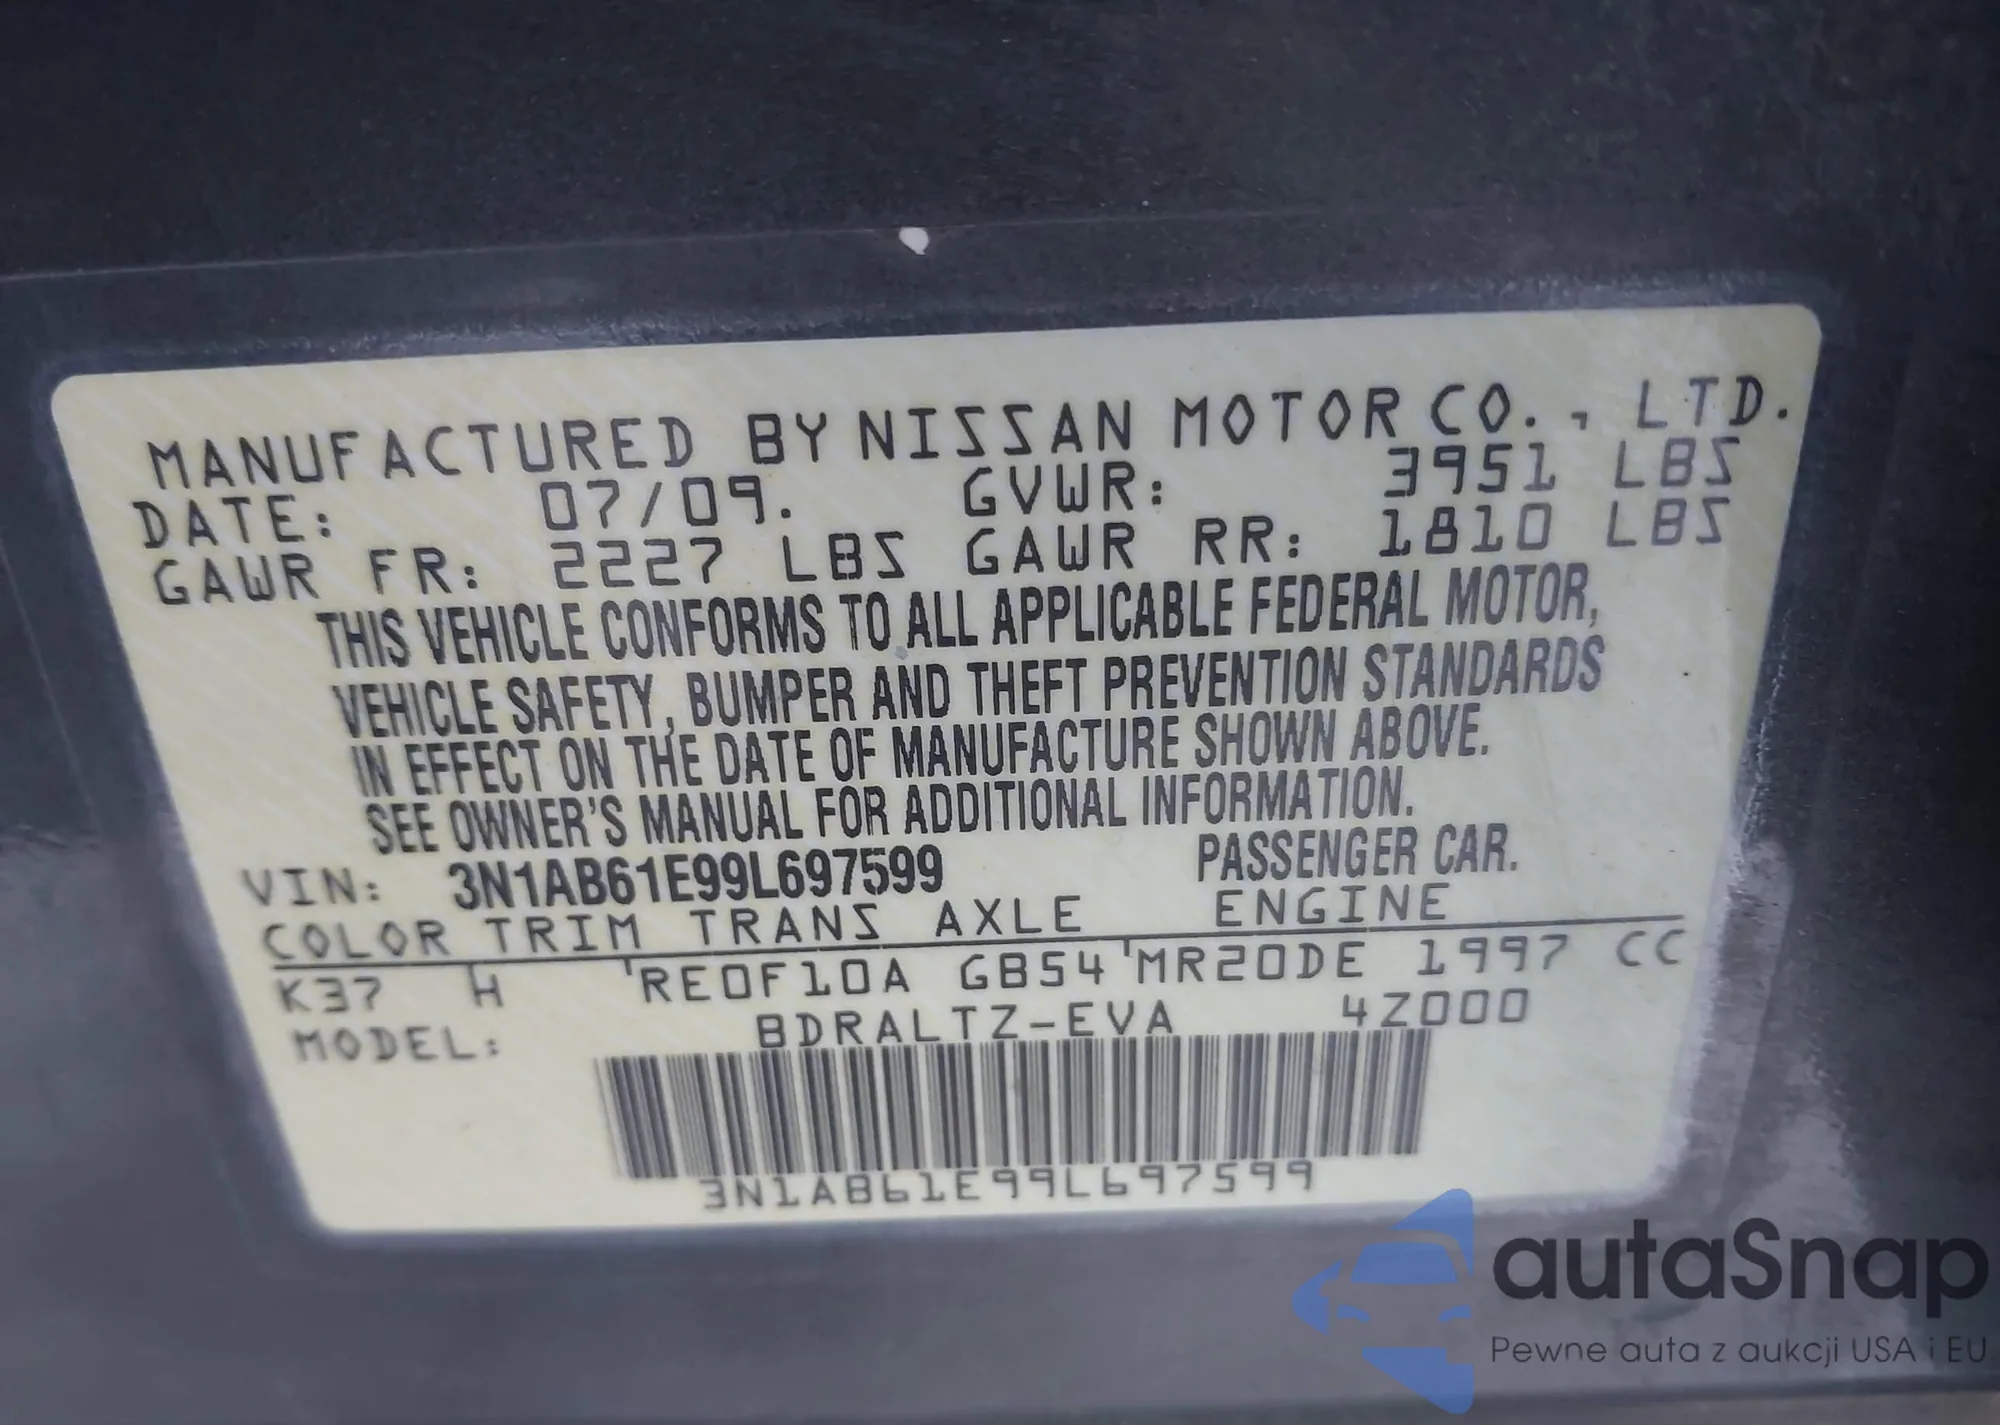 MANUFACTURED BY NISSAN MOTOR CO., LTD.
DATE: 07/09. GVWR: 3951 LBS
GAWR FR: 2227 LBS GAWR RR: 1810 LBS
THIS VEHICLE CONFORMS TO ALL APPLICABLE FEDERAL MOTOR,
VEHICLE SAFETY, BUMPER AND THEFT PREVENTION STANDARDS
IN EFFECT ON THE DATE OF MANUFACTURE SHOWN ABOVE.
SEE OWNER'S MANUAL FOR ADDITIONAL INFORMATION.
VIN: 3N1AB61E99L697599 PASSENGER CAR.
COLOR TRIM TRANS AXLE ENGINE
K37 H RE0F10A GB54 MR20DE 1997 CC
MODEL: BDRALTZ-EVA 4Z000
3N1AB61E99L697599
autaSnap
Pewne auta z aukcji USA i EU